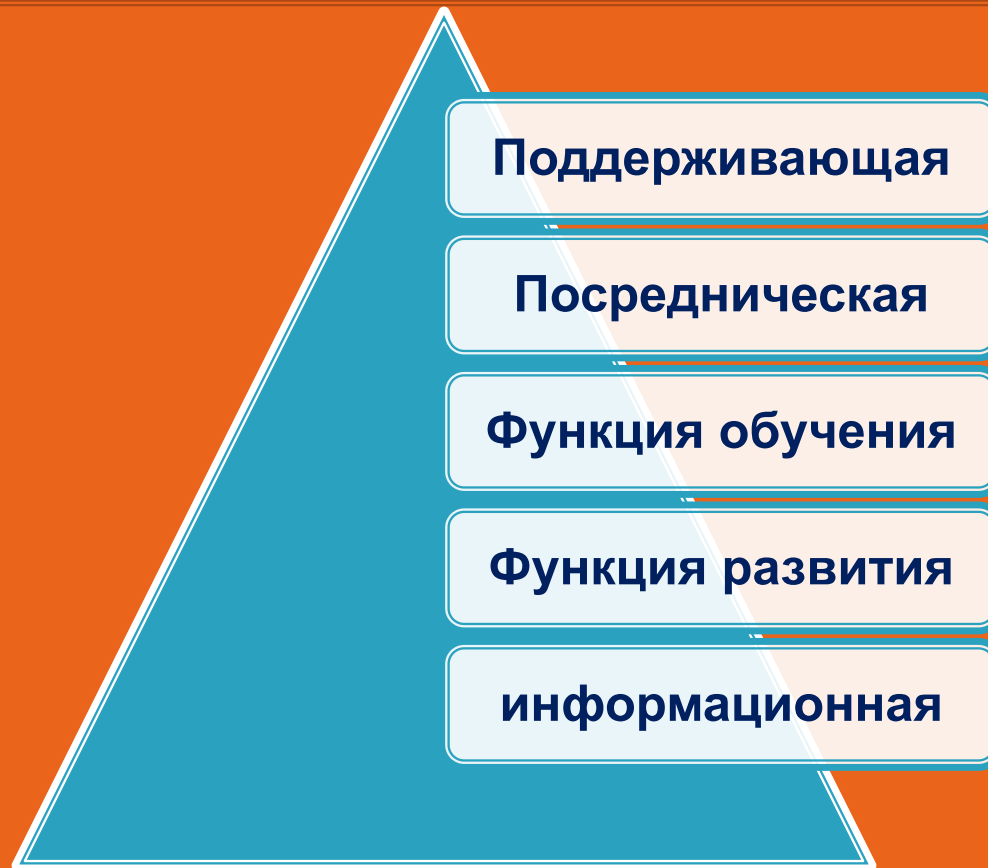 Поддерживающая
Посредническая
Функция обучения
Функция развития
информационная